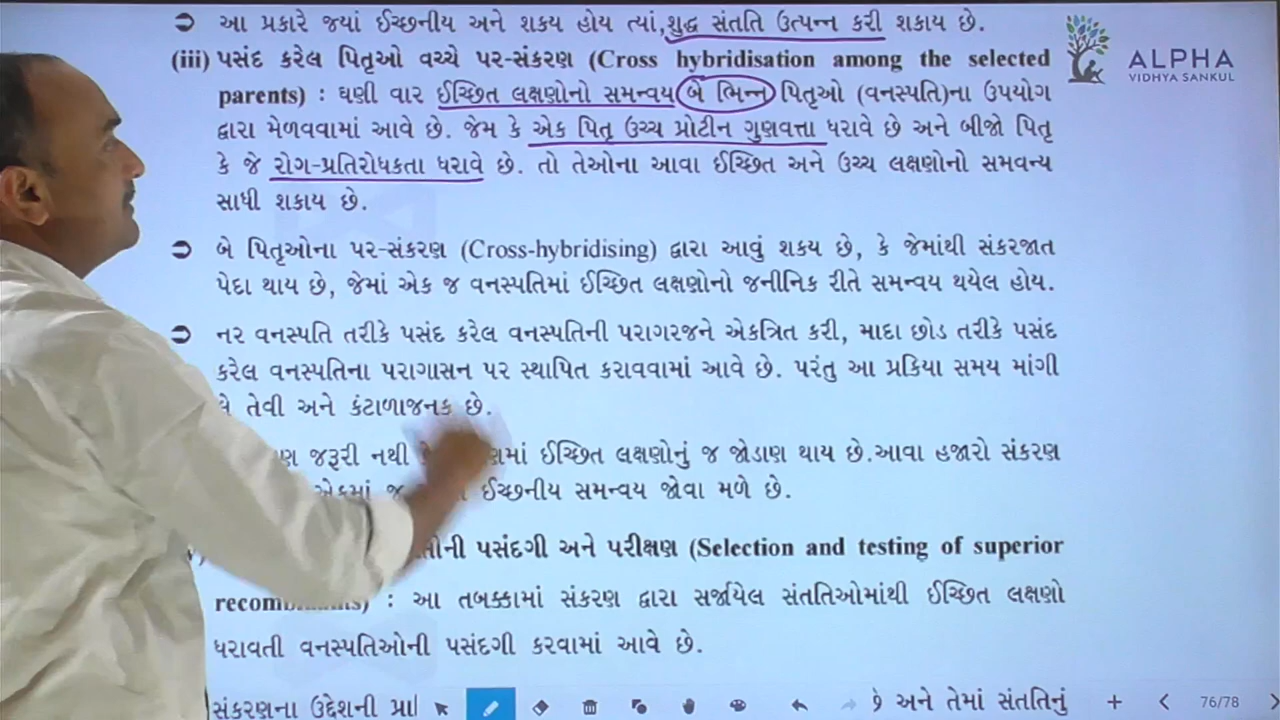 ➲ આ પ્રકારે જ્યાં ઈચ્છનીય અને શક્ય હોય ત્યાં,શુદ્ધ સંતતિ ઉત્પન્ન કરી શકાય છે.
(iii) પસંદ કરેલ પિતૃઓ વચ્ચે પર-સંકરણ (Cross hybridisation among the selected
parents) : ઘણી વાર ઈચ્છિત લક્ષણોનો સમન્વય બે ભિન્ન પિતૃઓ (વનસ્પતિ)ના ઉપયોગ
દ્વારા મેળવવામાં આવે છે. જેમ કે એક પિતૃ ઉચ્ચ પ્રોટીન ગુણવત્તા ધરાવે છે અને બીજો પિતૃ
કે જે રોગ-પ્રતિરોધકતા ધરાવે છે. તો તેઓના આવા ઈચ્છિત અને ઉચ્ચ લક્ષણોનો સમવન્ય
સાધી શકાય છે.
➲ બે પિતૃઓના પર-સંકરણ (Cross-hybridising) દ્વારા આવું શક્ય છે, કે જેમાંથી સંકરજાત
પેદા થાય છે, જેમાં એક જ વનસ્પતિમાં ઈચ્છિત લક્ષણોનો જનીનિક રીતે સમન્વય થયેલ હોય.
➲ નર વનસ્પતિ તરીકે પસંદ કરેલ વનસ્પતિની પરાગરજને એકત્રિત કરી, માદા છોડ તરીકે પસંદ
કરેલ વનસ્પતિના પરાગાસન પર સ્થાપિત કરાવવામાં આવે છે. પરંતુ આ પ્રક્રિયા સમય માંગી
તેવી અને કંટાળાજનક છે.
જરૂરી નથી ઈચ્છિત લક્ષણોનું જ જોડાણ થાય છે.આવા હજારો સંકરણ
એકમાં જ ઈચ્છનીય સમન્વય જોવા મળે છે.
પસંદગી અને પરીક્ષણ (Selection and testing of superior
: આ તબક્કામાં સંકરણ દ્વારા સર્જાયેલ સંતતિઓમાંથી ઈચ્છિત લક્ષણો
ધરાવતી વનસ્પતિઓની પસંદગી કરવામાં આવે છે.
સંકરણના ઉદ્દેશની અને તેમાં સંતતિનું
76/78
ALPHA
VIDHYA SANKUL